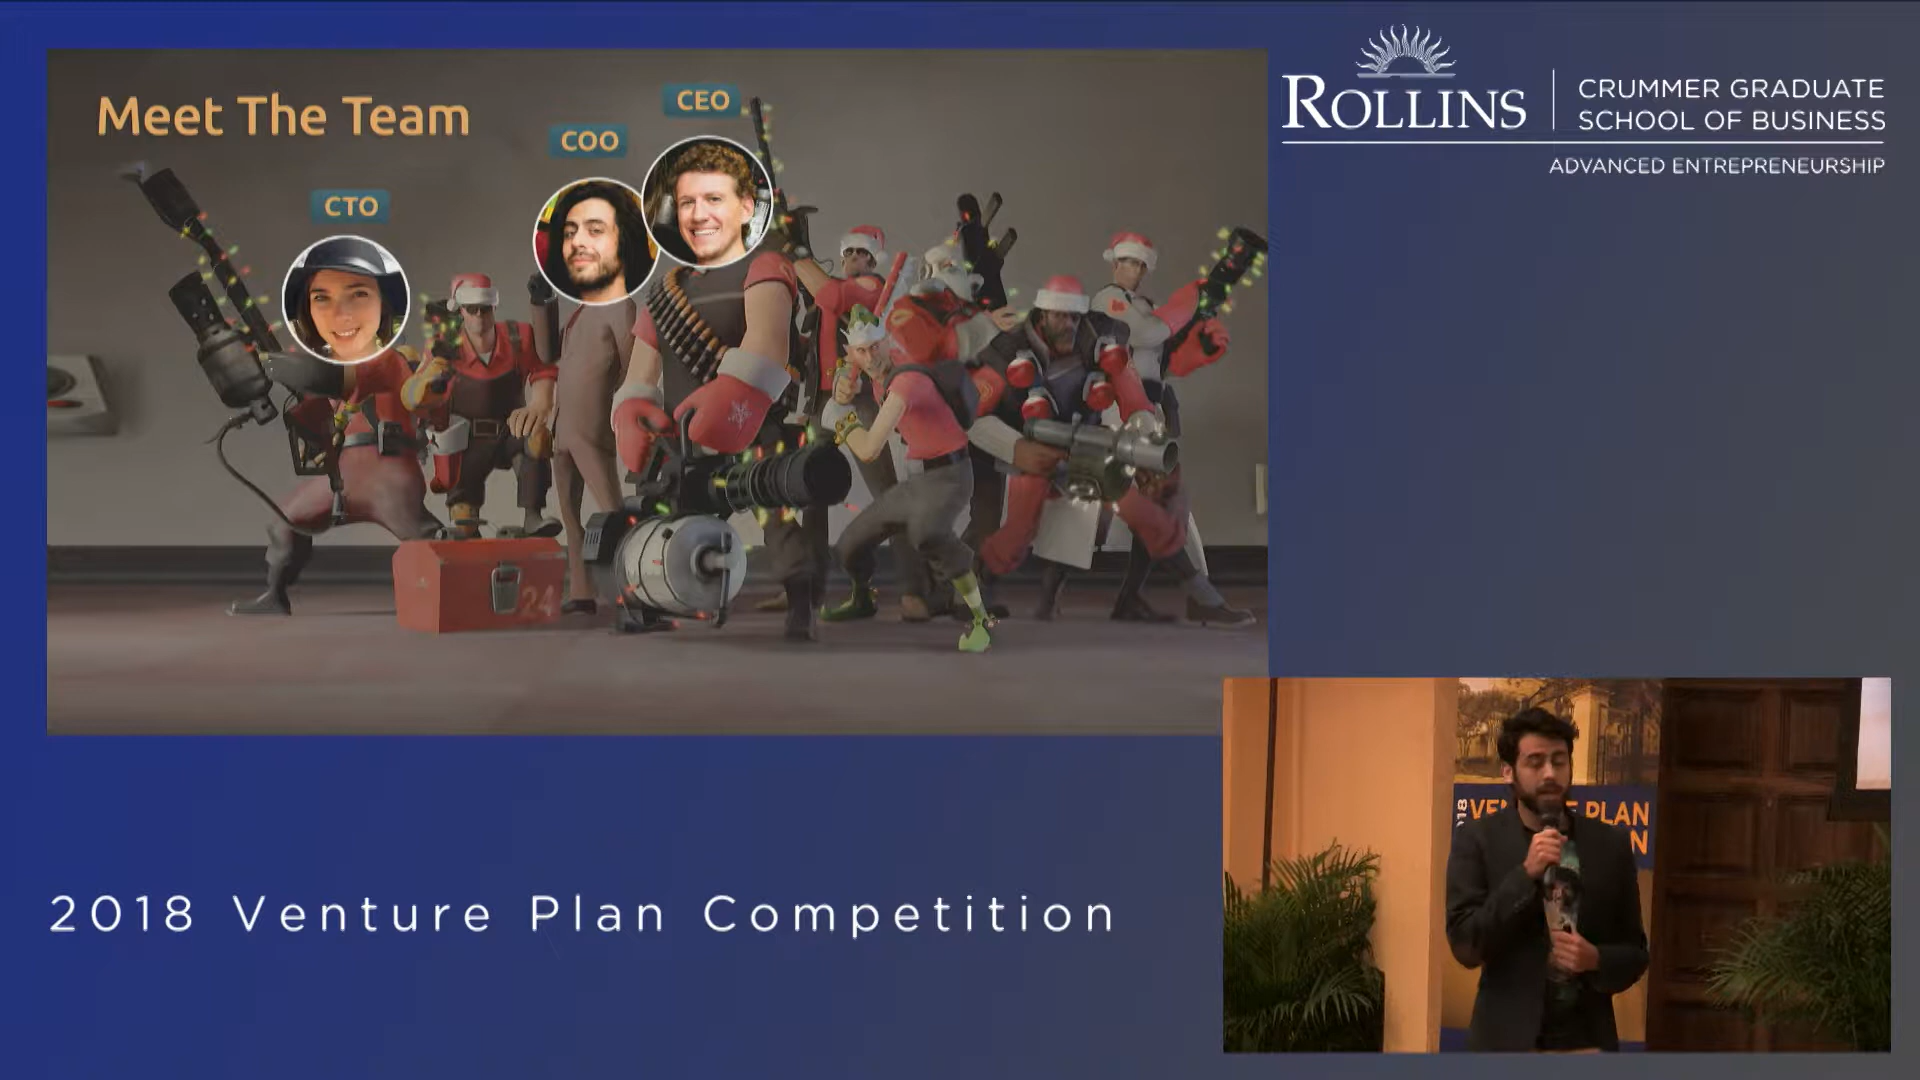 Meet The Team
CEO
COO
CTO
24
ROLLINS
CRUMMER GRADUATE
SCHOOL OF BUSINESS
ADVANCED ENTREPRENEURSHIP
PLAN
2018 Venture Plan Competition